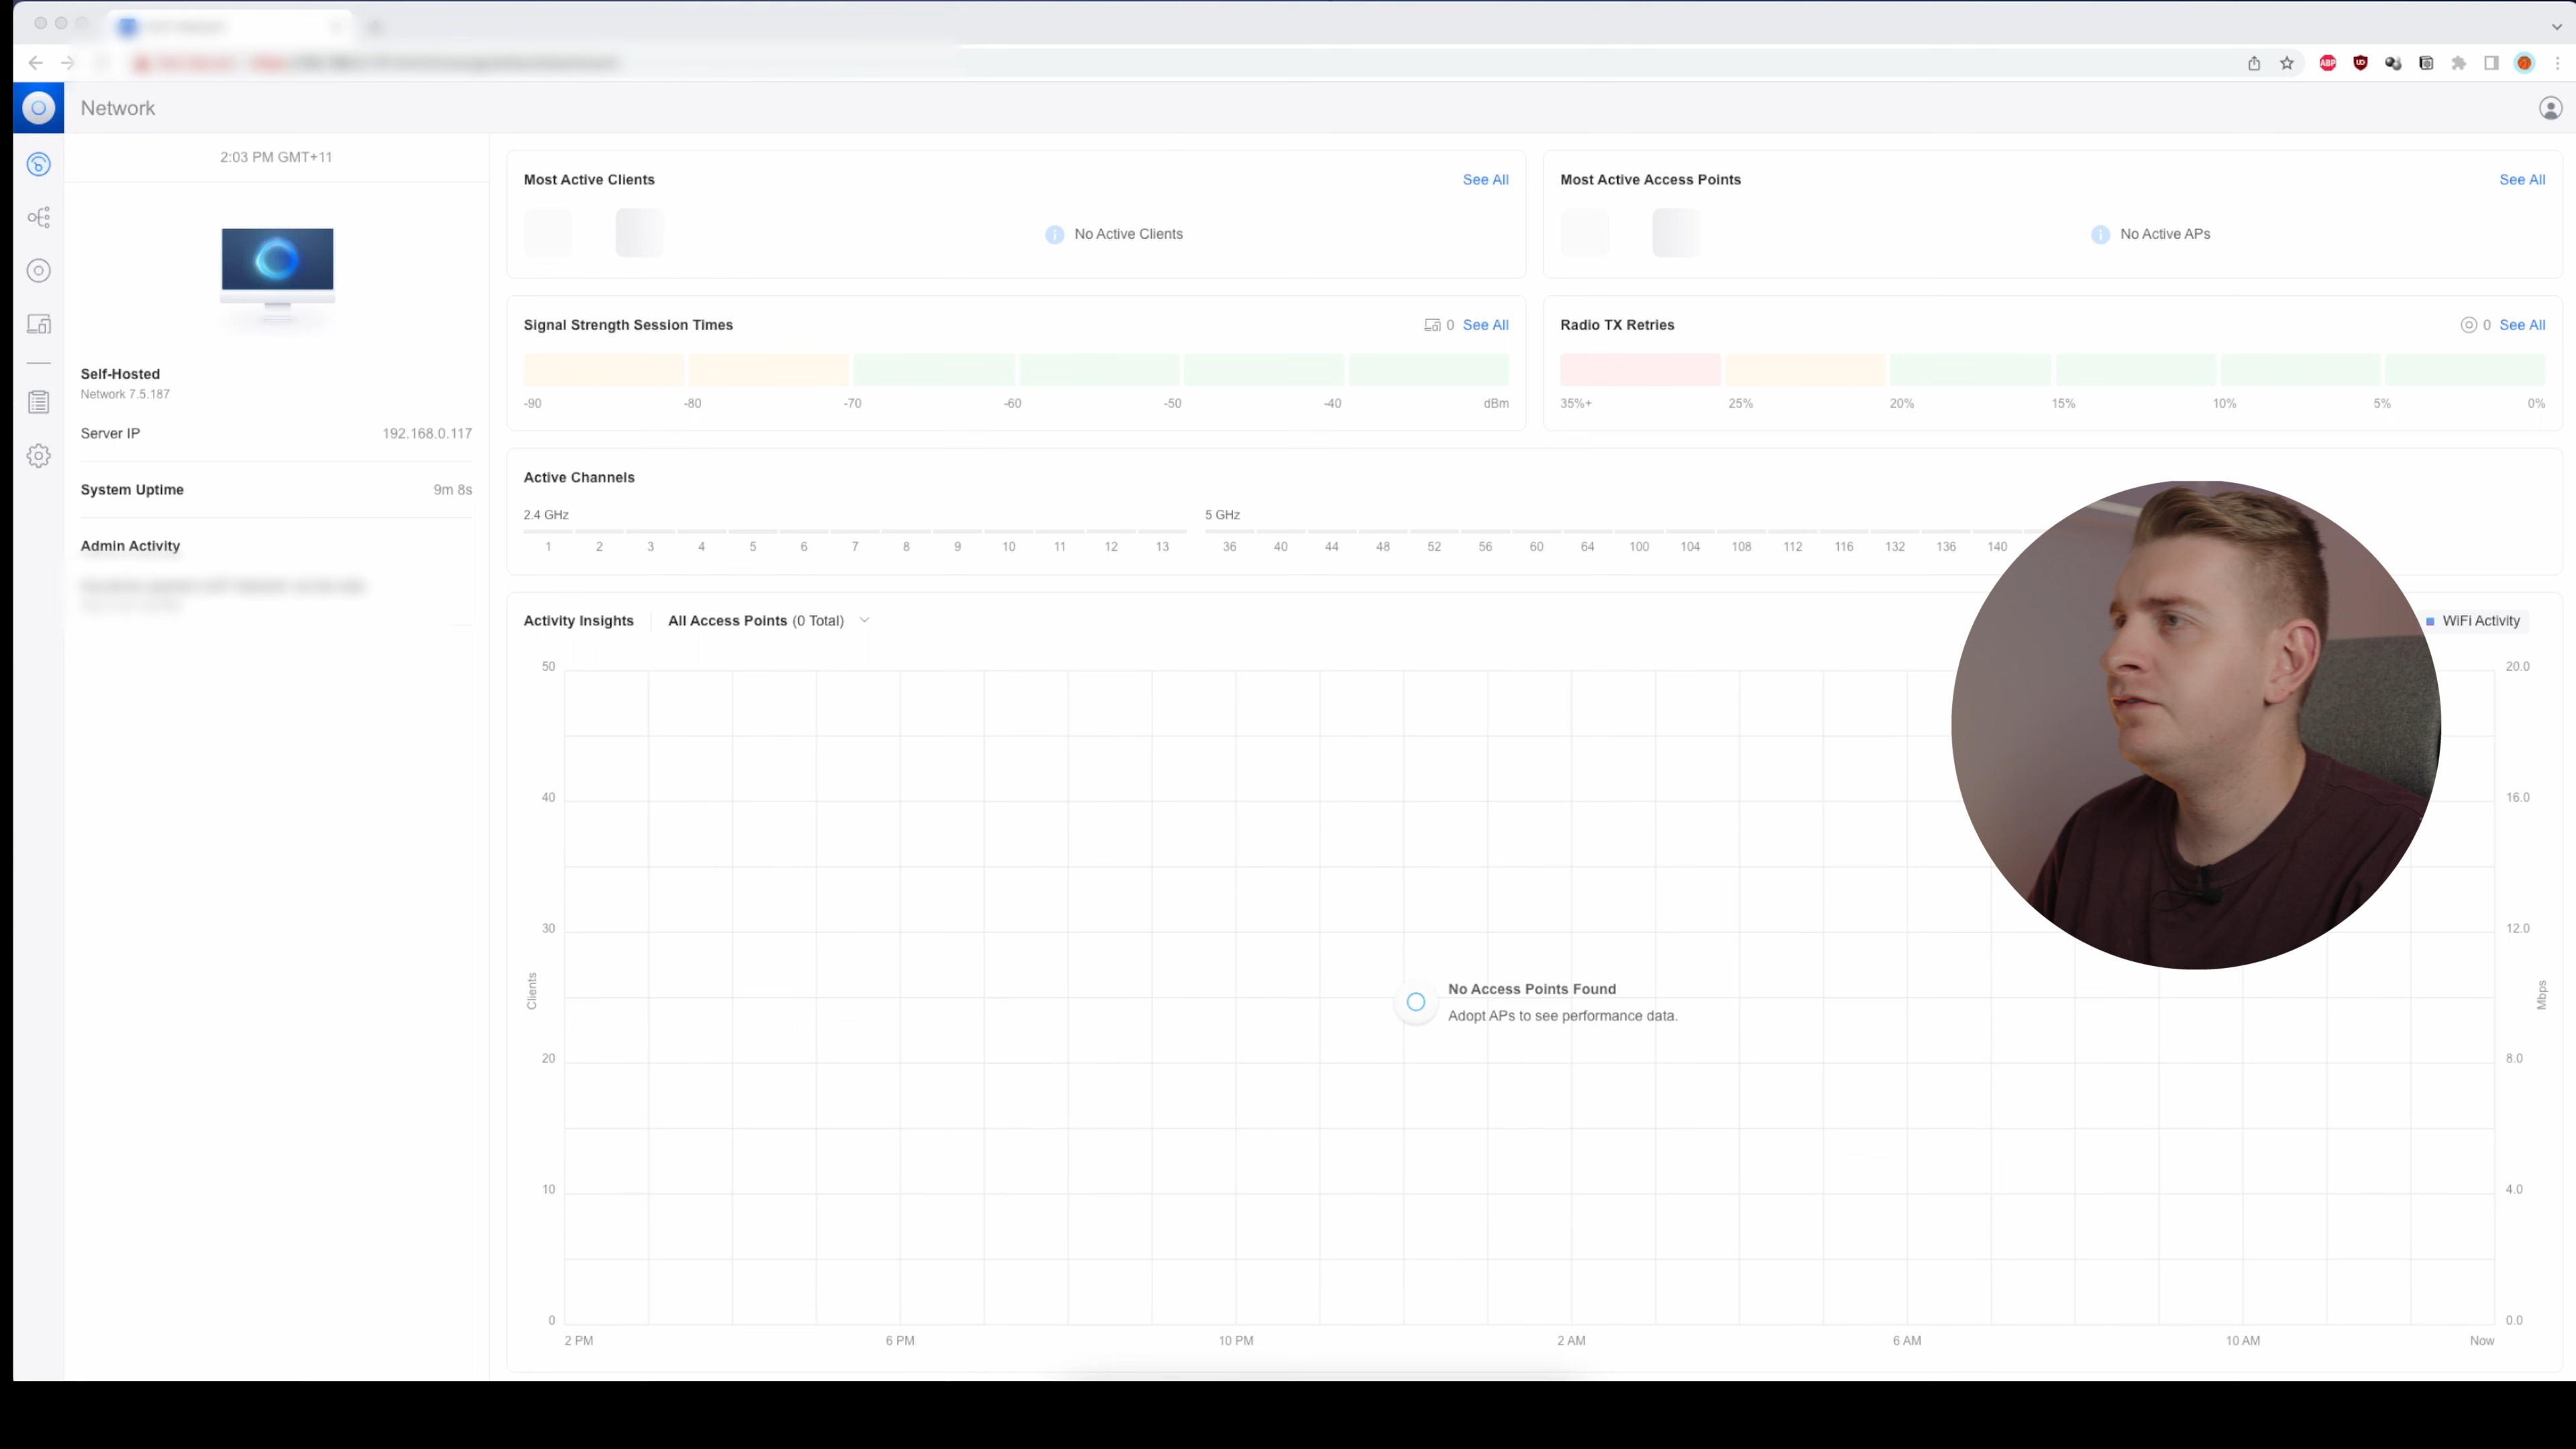 ABP
Network
2:03 PM GMT+11
Self-Hosted
Network 7.5.187
Server IP 192.168.0.117
System Uptime 9m 8s
Admin Activity
Most Active Clients See All
No Active Clients
Most Active Access Points See All
No Active APs
Signal Strength Session Times 0 See All
-90 -80 -70 -60 -50 -40 dBm
Radio TX Retries 0 See All
35%+ 25% 20% 15% 10% 5% 0%
Active Channels
2.4 GHz
1 2 3 4 5 6 7 8 9 10 11 12 13
5 GHz
36 40 44 48 52 56 60 64 100 104 108 112 116 132 136 140
Activity Insights All Access Points (0 Total) WiFi Activity
50 20.0
40 16.0
30 12.0
Clients
Mbps
No Access Points Found
Adopt APs to see performance data.
20 8.0
10 4.0
0 0.0
2 PM 6 PM 10 PM 2 AM 6 AM 10 AM Now